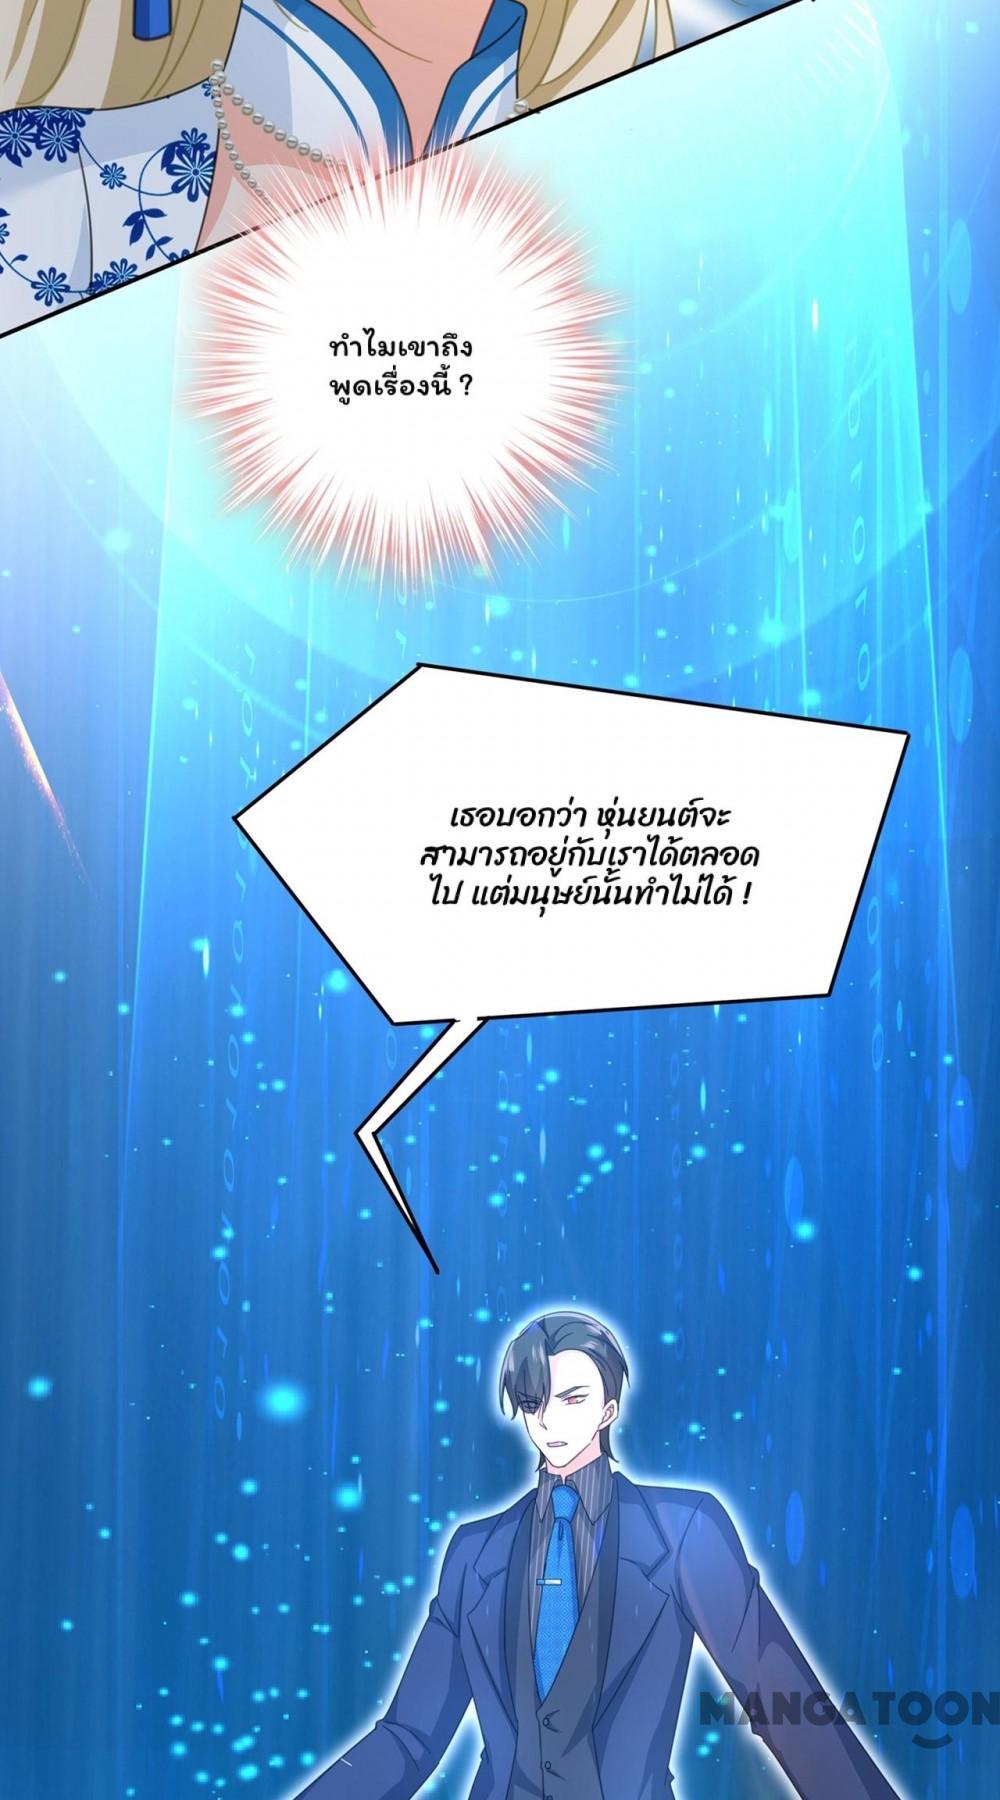 ทำไมเขาถึง
พูดเรื่องนี้ ?
เธอบอกว่า หุ่นยนต์จะ
สามารถอยู่กับเราได้ตลอด
ไป แต่มนุษย์นั้นทำไม่ได้ !
MANGATOON